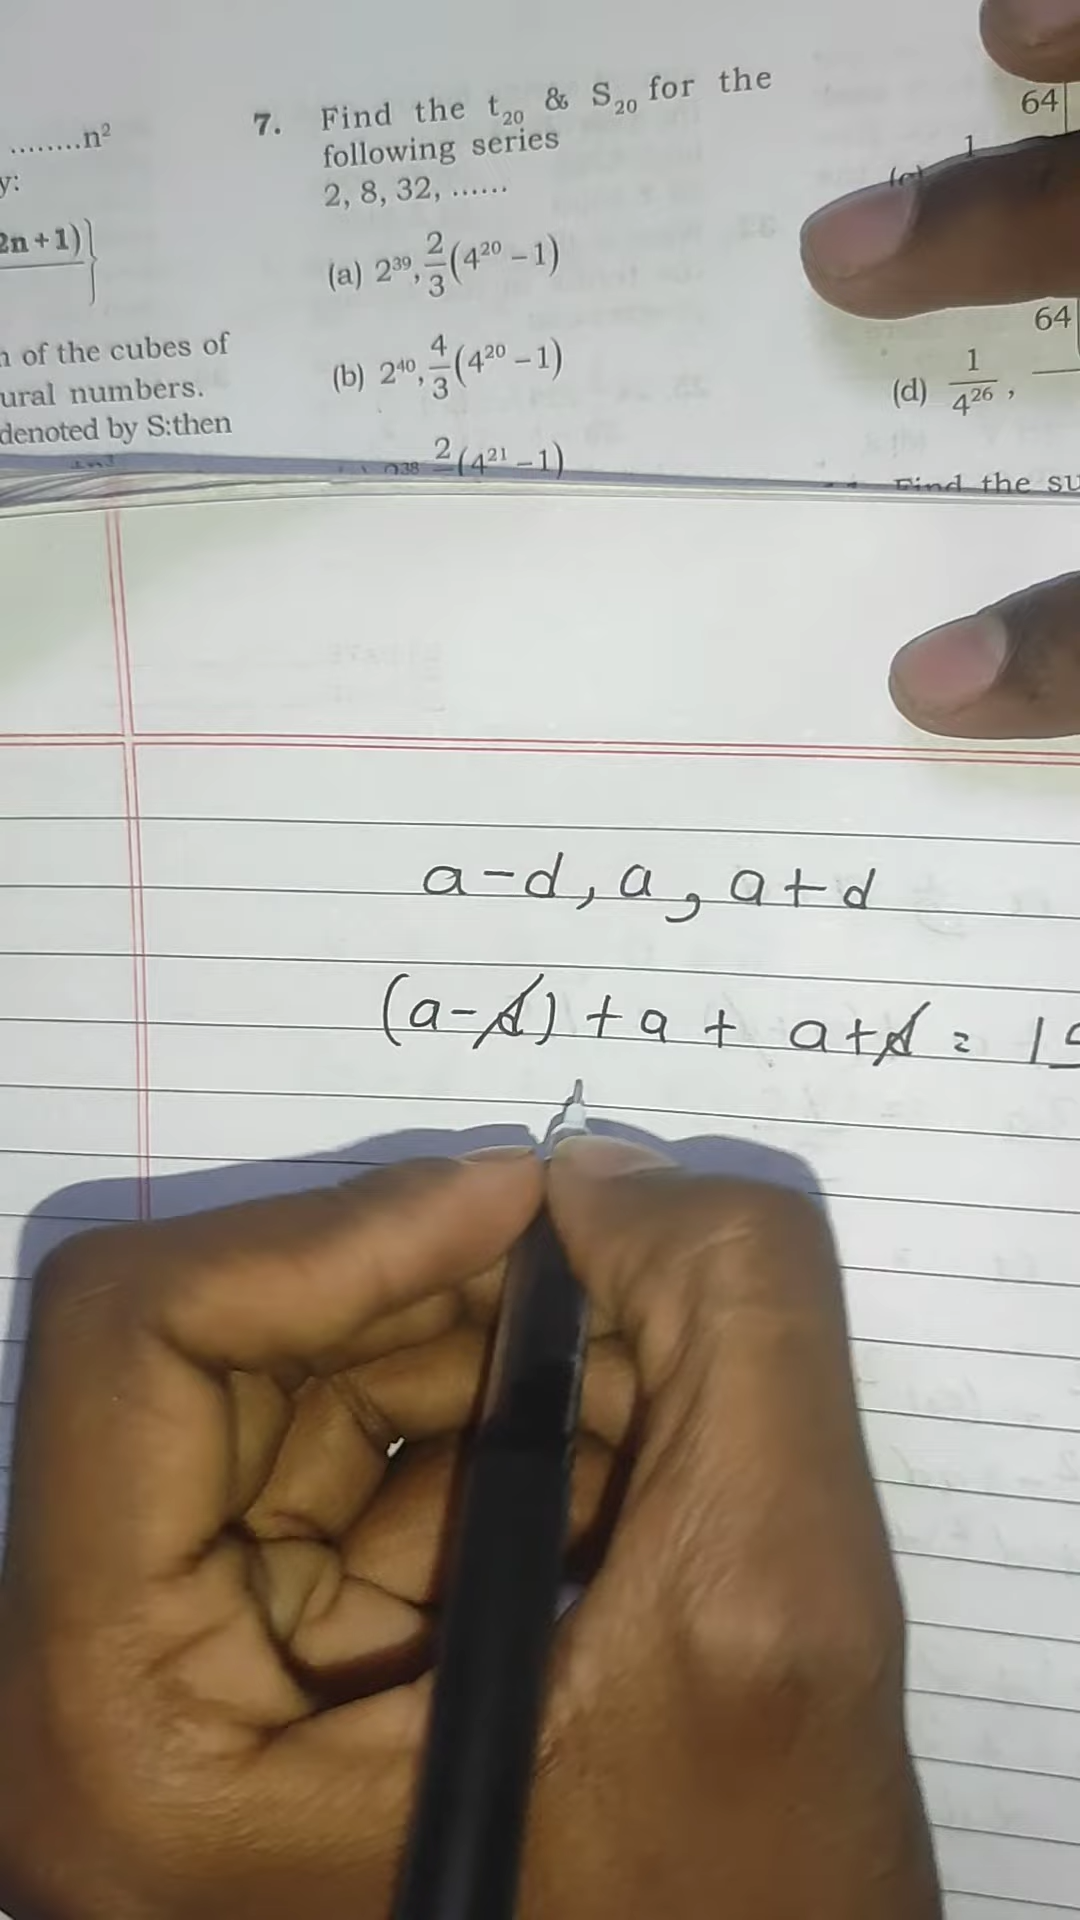 ........n²
y:
2n+1)}
n of the cubes of
ural numbers.
denoted by S:then
7. Find the t₂₀ & S₂₀ for the
following series
2, 8, 32, ......
(a) 2³⁹, 2/3(4²⁰ – 1)
(b) 2⁴⁰, 4/3(4²⁰ – 1)
2/ (4²¹ – 1)
64
1
64
(d) 1/4²⁶ ,
Find the su
a-d, a, a+d
(a-d) + a + a+d = 15